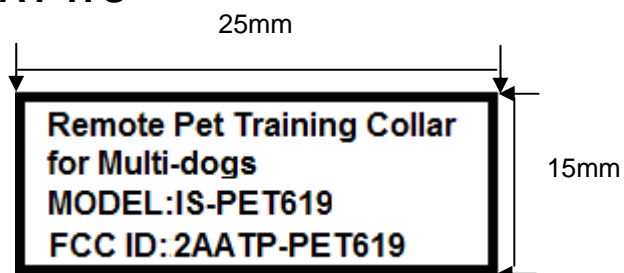 25mm
Remote Pet Training Collar
for Multi-dogs
MODEL:IS-PET619
FCC ID:2AATP-PET619
15mm